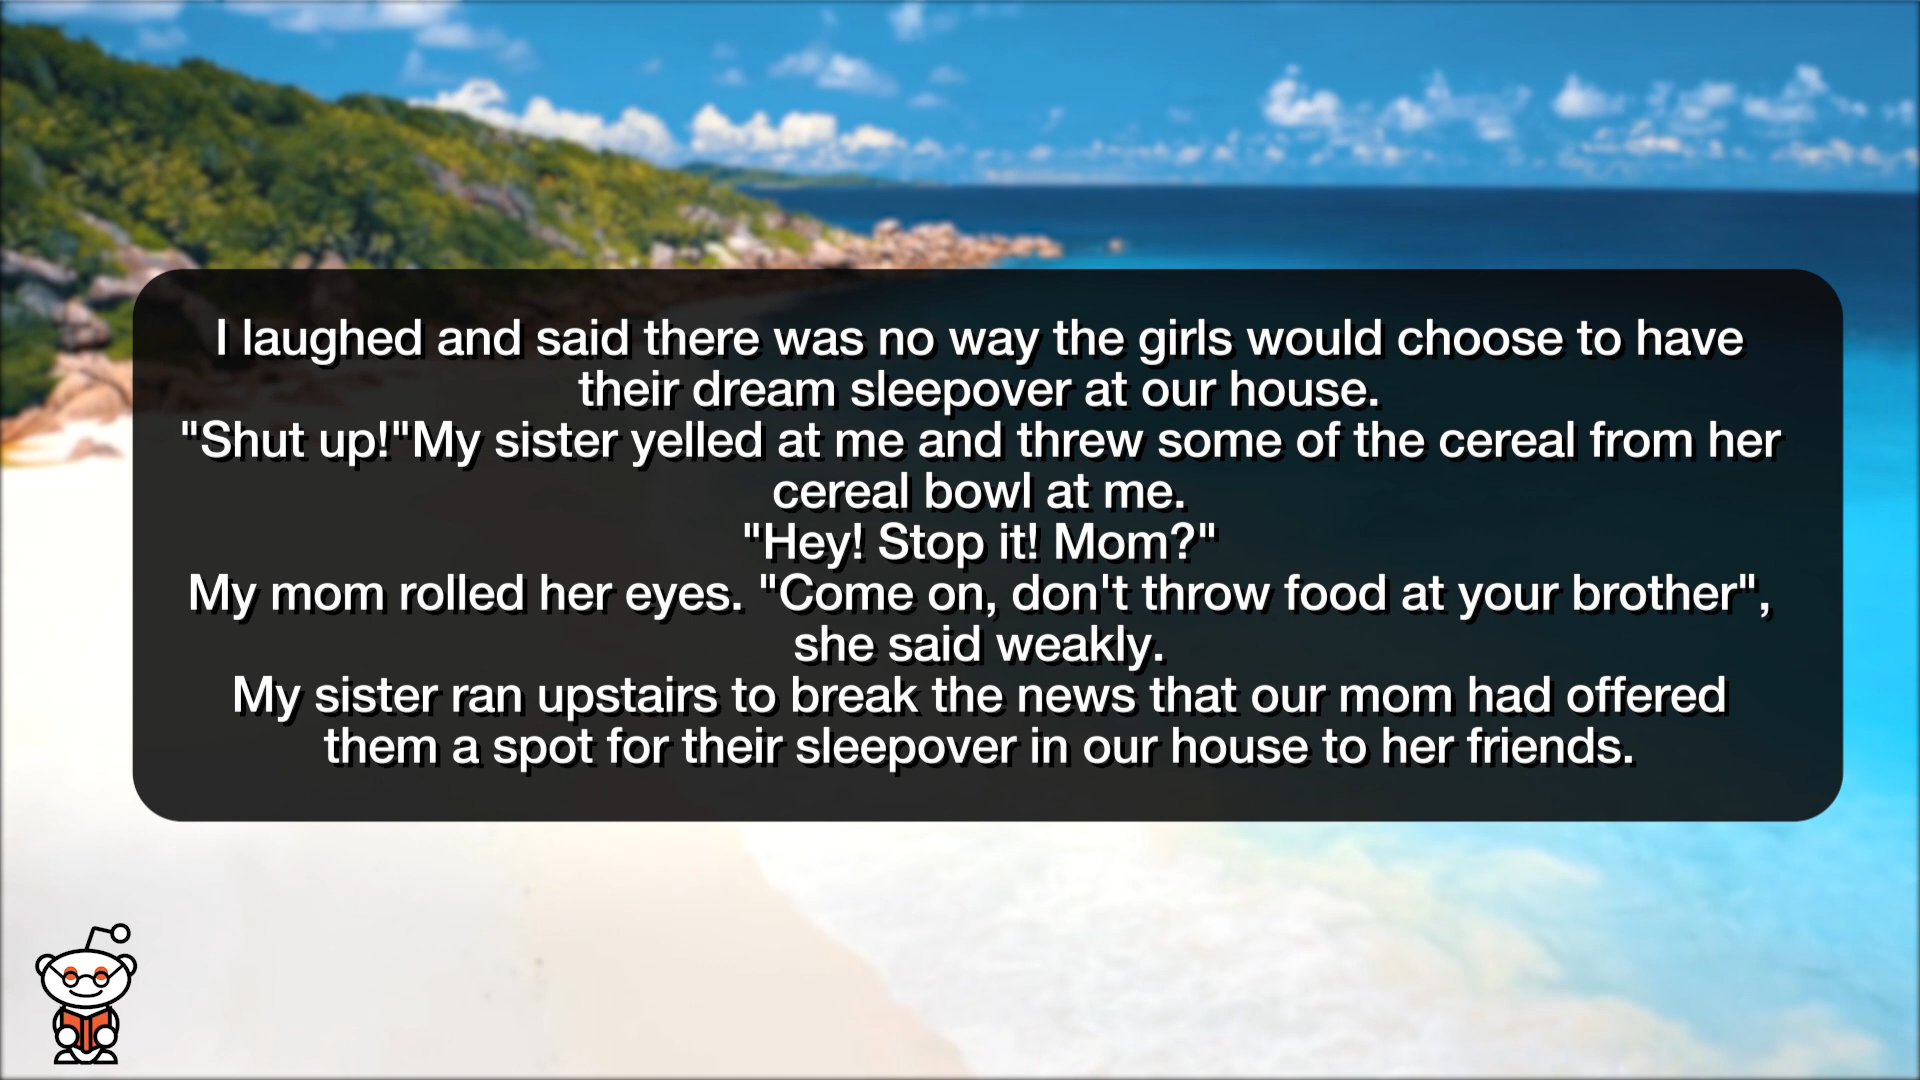 I laughed and said there was no way the girls would choose to have
their dream sleepover at our house.
"Shut up!"My sister yelled at me and threw some of the cereal from her
cereal bowl at me.
"Hey! Stop it! Mom?"
My mom rolled her eyes. "Come on, don't throw food at your brother",
she said weakly.
My sister ran upstairs to break the news that our mom had offered
them a spot for their sleepover in our house to her friends.